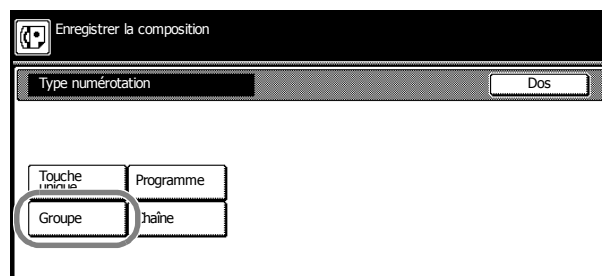 Enregistrer la composition
Type numérotation
Dos
Touche
unique
Programme
Groupe
Chaîne